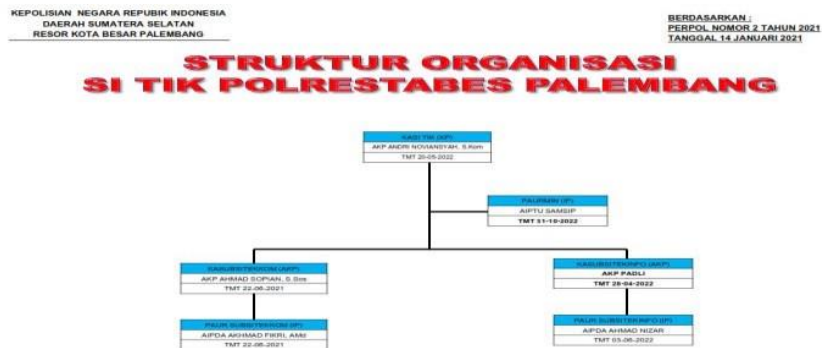 KEPOLISIAN NEGARA REPUBIK INDONESIA
DAERAH SUMATERA SELATAN
RESOR KOTA BESAR PALEMBANG
BERDASARKAN :
PERPOL NOMOR 2 TAHUN 2021
TANGGAL 14 JANUARI 2021
STRUKTUR ORGANISASI
SI TIK POLRESTABES PALEMBANG
AKP ANDRI NOVIANSYAH, S.Kom
TMT 20-05-2022
PAURMIN (IP)
AIPTU SAMSIP
TMT 31-10-2022
KASUBSITEKKOM (AKP)
AKP AHMAD SOPIAN, S.Sos
TMT 22-06-2021
KASUBSITEKINFO (AKP)
AKP PADLI
TMT 28-04-2022
PAUR SUBSITEKKOM (IP)
AIPDA AKHMAD FIKRI, AMd
TMT 22-06-2021
PAUR SUBSITEKINFO (IP)
AIPDA AHMAD NIZAR
TMT 03-06-2022